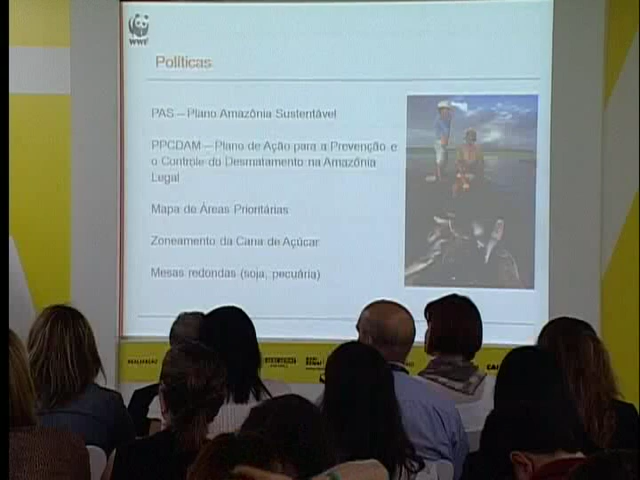 WWF
Políticas
PAS – Plano Amazônia Sustentável
PPCDAM – Plano de Ação para a Prevenção e
o Controle do Desmatamento na Amazônia
Legal
Mapa de Áreas Prioritárias
Zoneamento da Cana de Açúcar
Mesas redondas (soja, pecuária)
REALIZAÇÃO